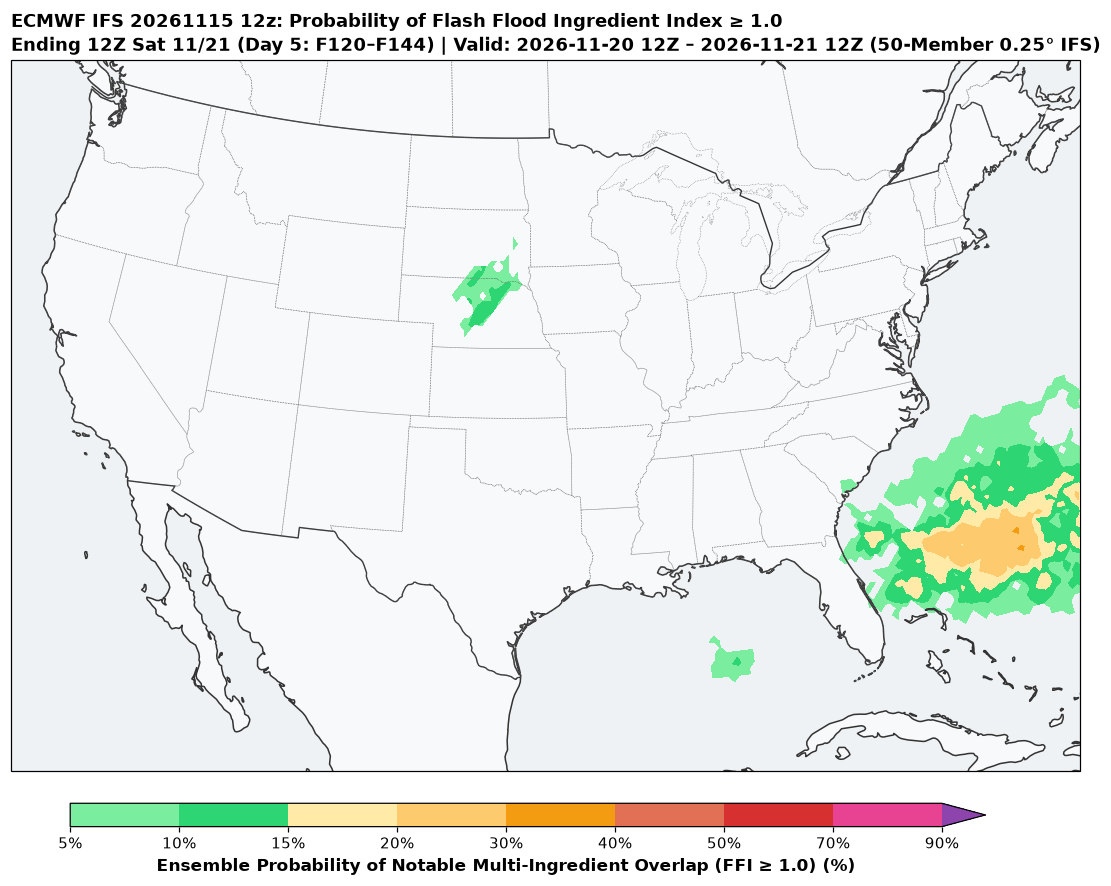 ECMWF IFS 20261115 12z: Probability of Flash Flood Ingredient Index ≥ 1.0
Ending 12Z Sat 11/21 (Day 5: F120–F144) | Valid: 2026-11-20 12Z – 2026-11-21 12Z (50-Member 0.25° IFS)
5% 10% 15% 20% 30% 40% 50% 70% 90%
Ensemble Probability of Notable Multi-Ingredient Overlap (FFI ≥ 1.0) (%)